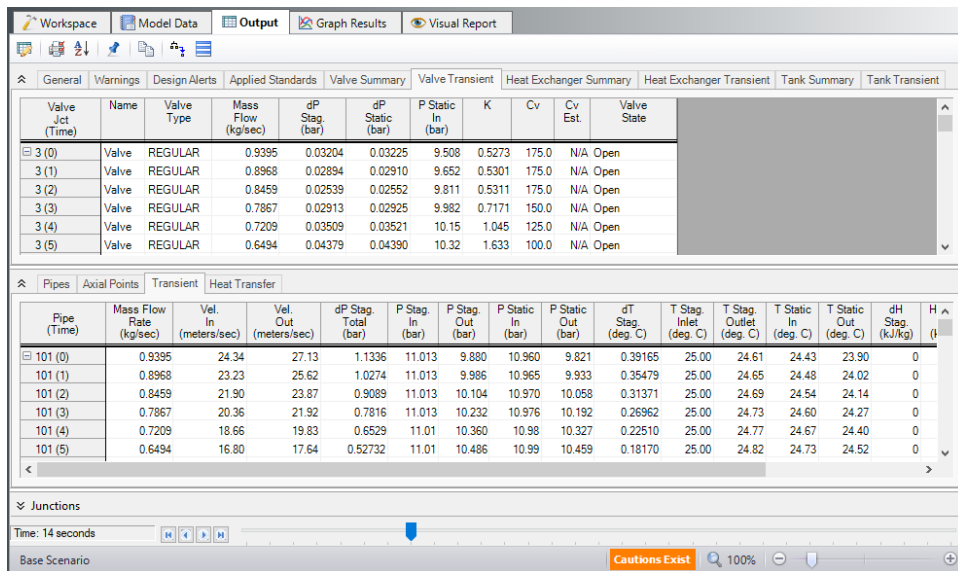 Workspace Model Data Output Graph Results Visual Report
General Warnings Design Alerts Applied Standards Valve Summary Valve Transient Heat Exchanger Summary Heat Exchanger Transient Tank Summary Tank Transient
Valve Name Valve Mass dP dP P Static K Cv Cv Valve
Jct Type Flow Stag. Static In Est. State
(Time) (kg/sec) (bar) (bar) (bar)
3 (0) Valve REGULAR 0.9395 0.03204 0.03225 9.508 0.5273 175.0 N/A Open
3 (1) Valve REGULAR 0.8968 0.02894 0.02910 9.652 0.5301 175.0 N/A Open
3 (2) Valve REGULAR 0.8459 0.02539 0.02552 9.811 0.5311 175.0 N/A Open
3 (3) Valve REGULAR 0.7867 0.02913 0.02925 9.982 0.7171 150.0 N/A Open
3 (4) Valve REGULAR 0.7209 0.03509 0.03521 10.15 1.045 125.0 N/A Open
3 (5) Valve REGULAR 0.6494 0.04379 0.04390 10.32 1.633 100.0 N/A Open
Pipes Axial Points Transient Heat Transfer
Pipe Mass Flow Vel. Vel. dP Stag. P Stag. P Stag. P Static P Static dT T Stag. T Stag. T Static T Static dH H
(Time) Rate In Out Total In Out In Out Stag. Inlet Outlet In Out Stag.
(kg/sec) (meters/sec) (meters/sec) (bar) (bar) (bar) (bar) (bar) (deg. C) (deg. C) (deg. C) (deg. C) (deg. C) (kJ/kg)
101 (0) 0.9395 24.34 27.13 1.1336 11.013 9.880 10.960 9.821 0.39165 25.00 24.61 24.43 23.90 0
101 (1) 0.8968 23.23 25.62 1.0274 11.013 9.986 10.965 9.933 0.35479 25.00 24.65 24.48 24.02 0
101 (2) 0.8459 21.90 23.87 0.9089 11.013 10.104 10.970 10.058 0.31371 25.00 24.69 24.54 24.14 0
101 (3) 0.7867 20.36 21.92 0.7816 11.013 10.232 10.976 10.192 0.26962 25.00 24.73 24.60 24.27 0
101 (4) 0.7209 18.66 19.83 0.6529 11.01 10.360 10.98 10.327 0.22510 25.00 24.77 24.67 24.40 0
101 (5) 0.6494 16.80 17.64 0.52732 11.01 10.486 10.99 10.459 0.18170 25.00 24.82 24.73 24.52 0
Junctions
Time: 14 seconds
Base Scenario Cautions Exist 100%